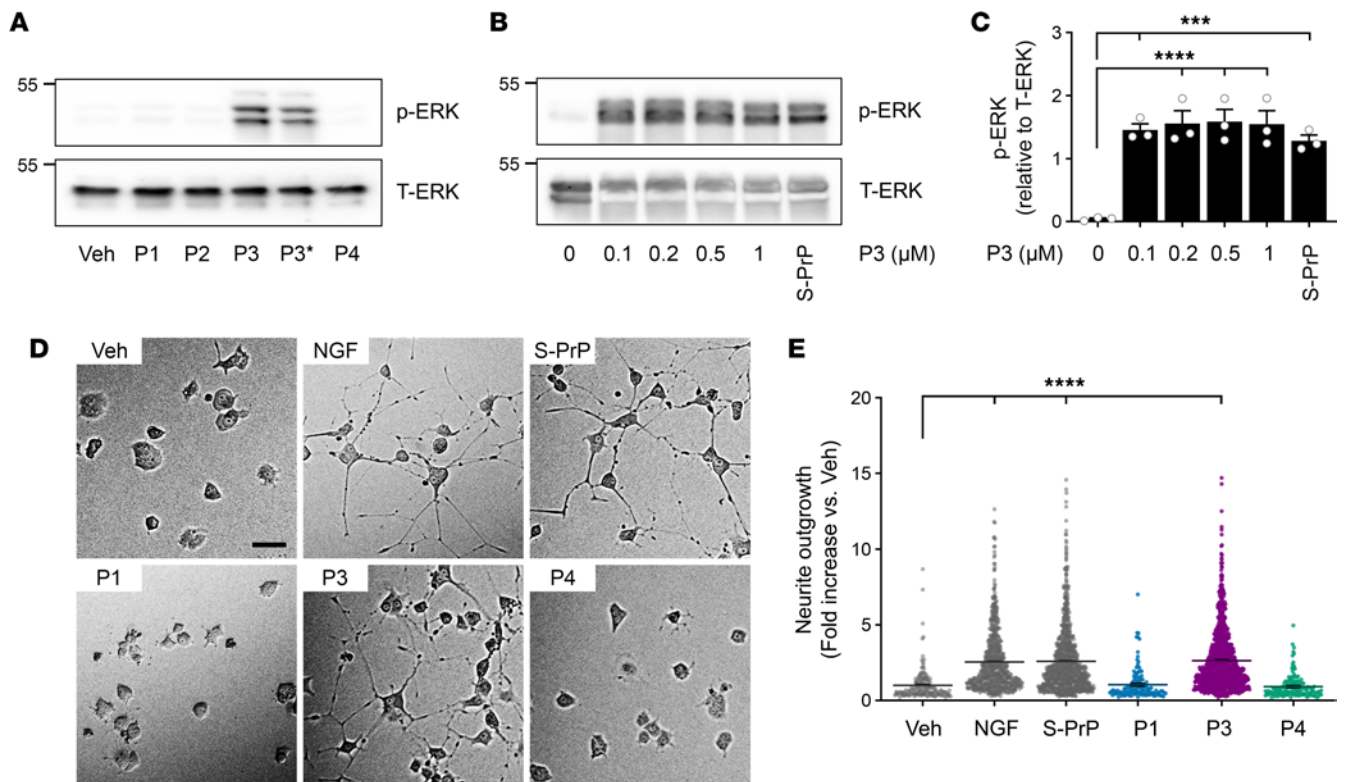 A
55
p-ERK
55
T-ERK
Veh P1 P2 P3 P3* P4
B
55
p-ERK
55
T-ERK
0 0.1 0.2 0.5 1 S-PrP P3 (μM)
C
***
****
3
2
1
0
p-ERK
(relative to T-ERK)
P3 (μM) 0 0.1 0.2 0.5 1 S-PrP
D
Veh NGF S-PrP
P1 P3 P4
E
****
20
15
10
5
0
Neurite outgrowth
(Fold increase vs. Veh)
Veh NGF S-PrP P1 P3 P4